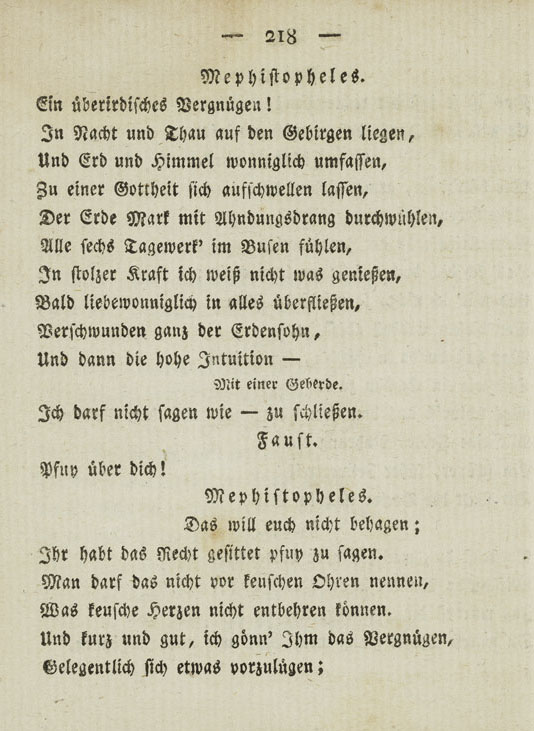 — 218 —
Mephistopheles.
Ein überirdisches Vergnügen!
In Nacht und Thau auf den Gebirgen liegen,
Und Erd und Himmel wonniglich umfassen,
Zu einer Gottheit sich aufschwellen lassen,
Der Erde Mark mit Ahndungsdrang durchwühlen,
Alle sechs Tagewerk' im Busen fühlen,
In stolzer Kraft ich weiß nicht was genießen,
Bald liebewonniglich in alles überfließen,
Verschwunden ganz der Erdensohn,
Und dann die hohe Intuition —
Mit einer Geberde.
Ich darf nicht sagen wie — zu schließen.
Faust.
Pfuy über dich!
Mephistopheles.
Das will euch nicht behagen;
Ihr habt das Recht gesittet pfuy zu sagen.
Man darf das nicht vor keuschen Ohren nennen,
Was keusche Herzen nicht entbehren können.
Und kurz und gut, ich gönn' Ihm das Vergnügen,
Gelegentlich sich etwas vorzulügen;